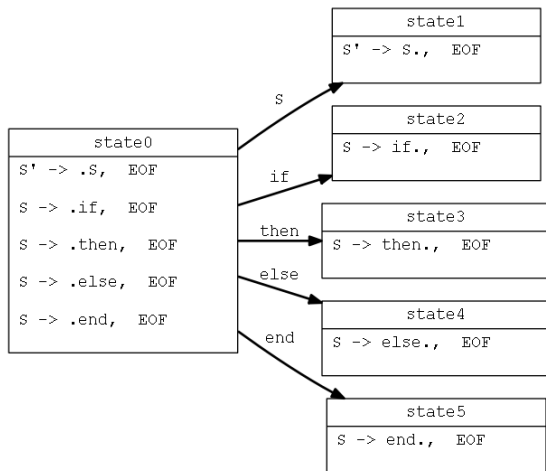 state0
S' -> .S, EOF
S -> .if, EOF
S -> .then, EOF
S -> .else, EOF
S -> .end, EOF
S
if
then
else
end
state1
S' -> S., EOF
state2
S -> if., EOF
state3
S -> then., EOF
state4
S -> else., EOF
state5
S -> end., EOF